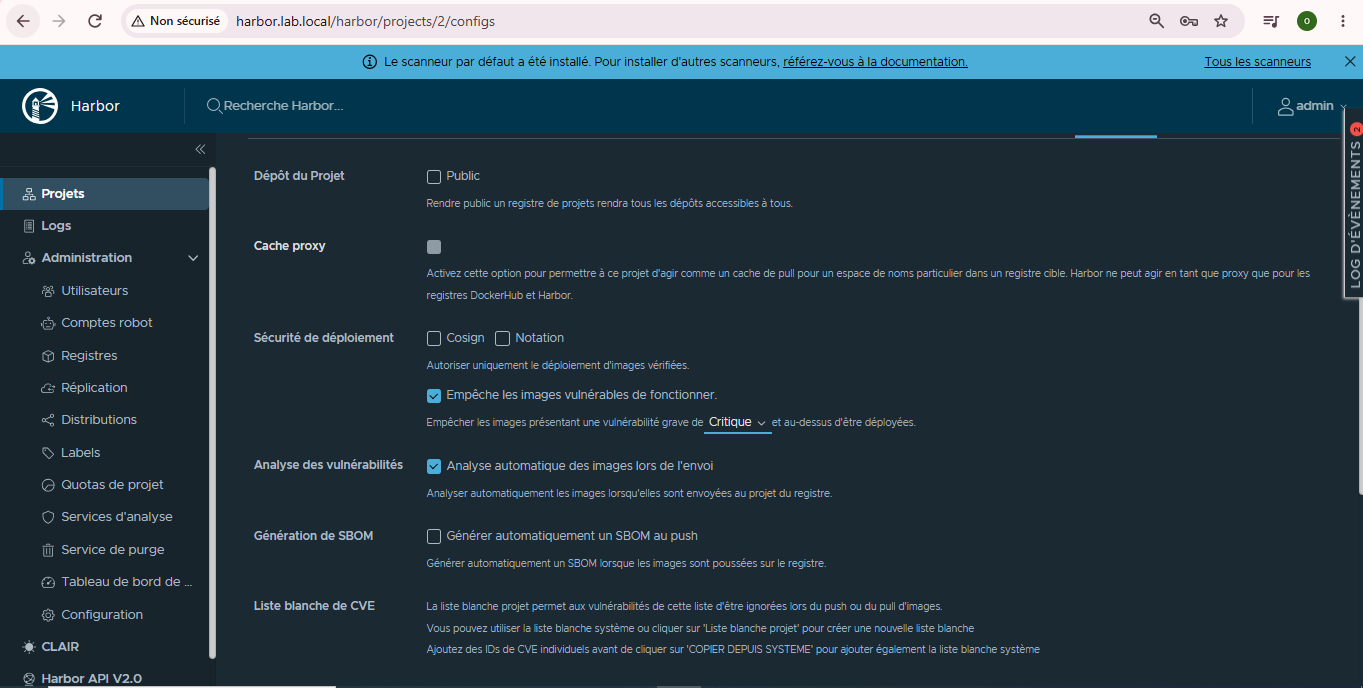 Non sécurisé
harbor.lab.local/harbor/projects/2/configs
o
Le scanneur par défaut a été installé. Pour installer d'autres scanneurs, référez-vous à la documentation.
Tous les scanneurs
Harbor
Recherche Harbor...
admin
LOG D'ÉVÈNEMENTS 2
Projets
Logs
Administration
Utilisateurs
Comptes robot
Registres
Réplication
Distributions
Labels
Quotas de projet
Services d'analyse
Service de purge
Tableau de bord de ...
Configuration
CLAIR
Harbor API V2.0
Dépôt du Projet
Public
Rendre public un registre de projets rendra tous les dépôts accessibles à tous.
Cache proxy
Activez cette option pour permettre à ce projet d'agir comme un cache de pull pour un espace de noms particulier dans un registre cible. Harbor ne peut agir en tant que proxy que pour les
registres DockerHub et Harbor.
Sécurité de déploiement
Cosign Notation
Autoriser uniquement le déploiement d'images vérifiées.
Empêche les images vulnérables de fonctionner.
Empêcher les images présentant une vulnérabilité grave de Critique et au-dessus d'être déployées.
Analyse des vulnérabilités
Analyse automatique des images lors de l'envoi
Analyser automatiquement les images lorsqu'elles sont envoyées au projet du registre.
Génération de SBOM
Générer automatiquement un SBOM au push
Générer automatiquement un SBOM lorsque les images sont poussées sur le registre.
Liste blanche de CVE
La liste blanche projet permet aux vulnérabilités de cette liste d'être ignorées lors du push ou du pull d'images.
Vous pouvez utiliser la liste blanche système ou cliquer sur 'Liste blanche projet' pour créer une nouvelle liste blanche
Ajoutez des IDs de CVE individuels avant de cliquer sur 'COPIER DEPUIS SYSTEME' pour ajouter également la liste blanche système